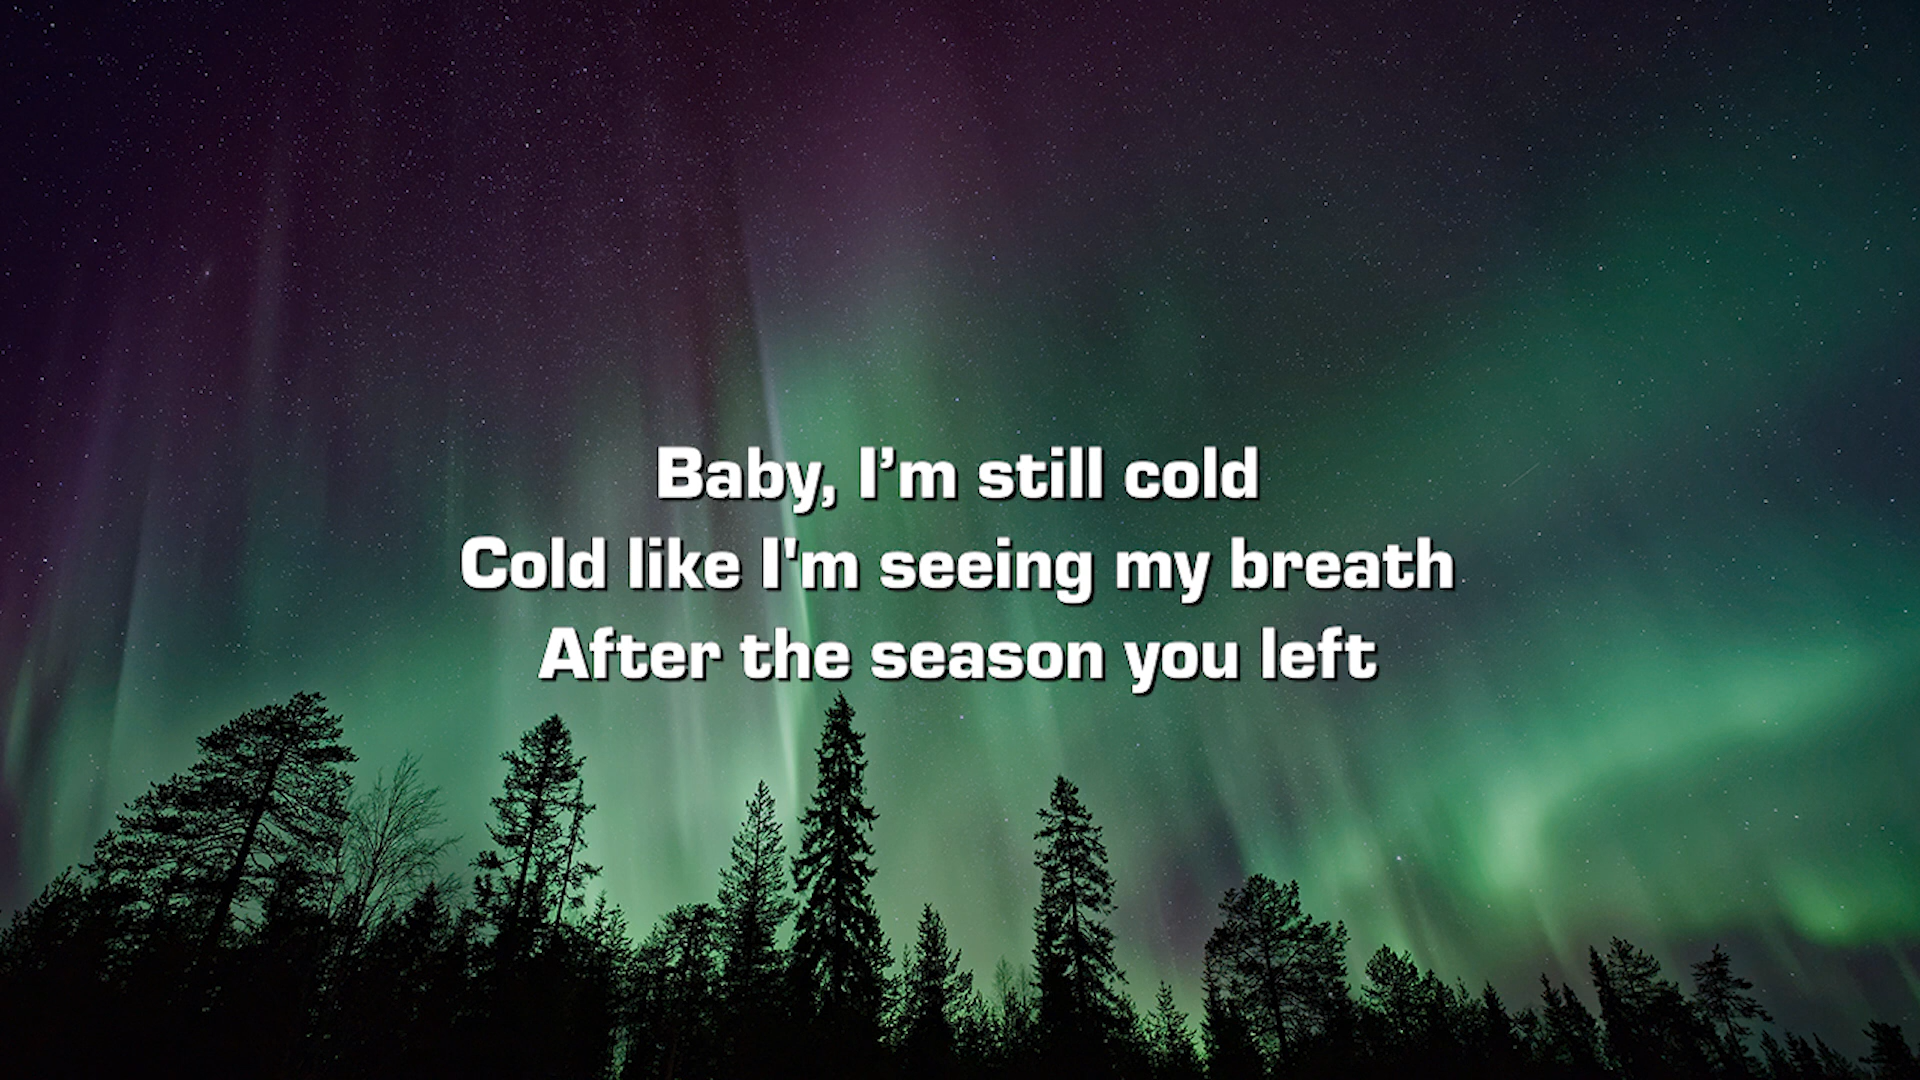 Baby, I’m still cold
Cold like I'm seeing my breath
After the season you left